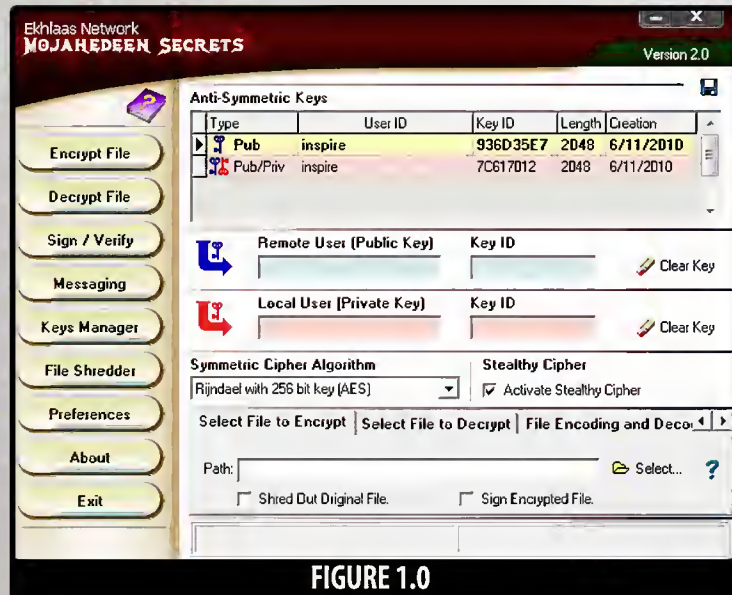 Ekhlaas Network
MOJAHEDEEN SECRETS
Version 2.0
Encrypt File
Decrypt File
Sign / Verify
Messaging
Keys Manager
File Shredder
Preferences
About
Exit
Anti-Symmetric Keys
Type User ID Key ID Length Creation
Pub inspire 936D35E7 2048 6/11/2010
Pub/Priv inspire 7C617012 2048 6/11/2010
Remote User (Public Key) Key ID
Clear Key
Local User (Private Key) Key ID
Clear Key
Symmetric Cipher Algorithm Stealthy Cipher
Rijndael with 256 bit key (AES) Activate Stealthy Cipher
Select File to Encrypt Select File to Decrypt File Encoding and Deco
Path: Select... ?
Shred Out Original File. Sign Encrypted File.
FIGURE 1.0